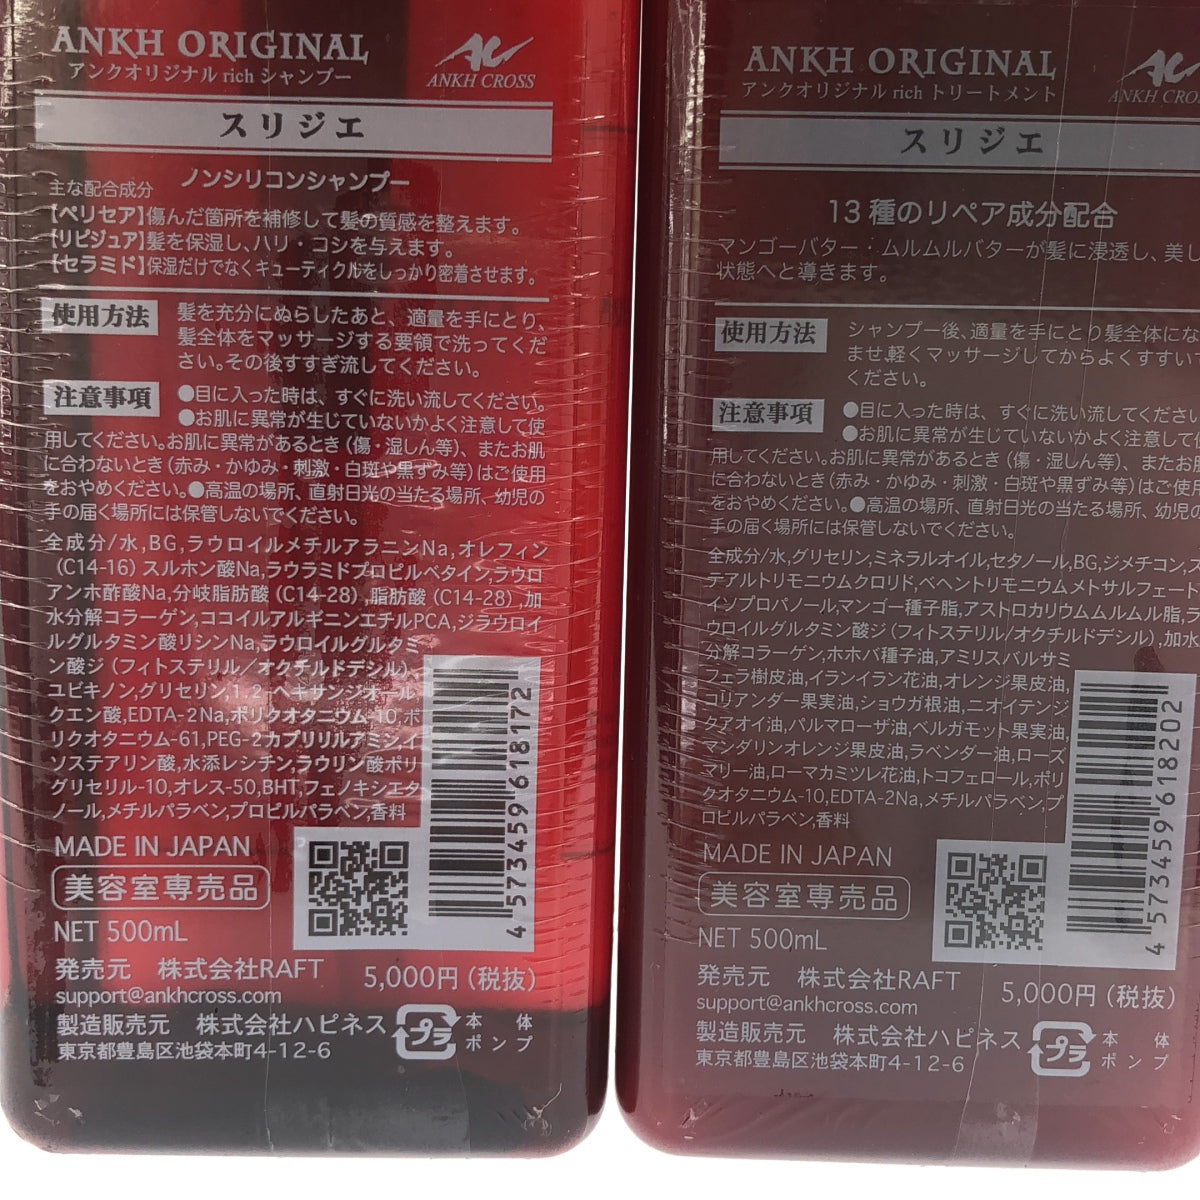 ANKH ORIGINAL
アンクオリジナル rich シャンプー
ANKH CROSS
スリジエ
ノンシリコンシャンプー
主な配合成分
【ペリセア】傷んだ箇所を補修して髪の質感を整えます。
【リピジュア】髪を保湿し、ハリ・コシを与えます。
【セラミド】保湿だけでなくキューティクルをしっかり密着させます。
使用方法
髪を充分にぬらしたあと、適量を手にとり、
髪全体をマッサージする要領で洗ってくだ
さい。その後すすぎ流してください。
注意事項
●目に入った時は、すぐに洗い流してください。
●お肌に異常が生じていないかよく注意して使
用してください。お肌に異常があるとき(傷・湿しん等)、またお肌
に合わないとき(赤み・かゆみ・刺激・白斑や黒ずみ等)はご使用
をおやめください。●高温の場所、直射日光の当たる場所、幼児の
手の届く場所には保管しないでください。
全成分/水,BG,ラウロイルメチルアラニンNa,オレフィン
(C14-16)スルホン酸Na,ラウラミドプロピルベタイン,ラウロ
アンホ酢酸Na,分岐脂肪酸(C14-28),脂肪酸(C14-28),加
水分解コラーゲン,ココイルアルギニンエチルPCA,ジラウロイ
ルグルタミン酸リシンNa,ラウロイルグルタミ
ン酸ジ(フィトステリル/オクチルドデシル),
ユビキノン,グリセリン,1,2-ヘキサンジオール,
クエン酸,EDTA-2Na,ポリクオタニウム-10,ポ
リクオタニウム-61,PEG-2カプリリルアミン,イ
ソステアリン酸,水添レシチン,ラウリン酸ポリ
グリセリル-10,オレス-50,BHT,フェノキシエタ
ノール,メチルパラベン,プロピルパラベン,香料
MADE IN JAPAN
美容室専売品
NET 500mL
4 573459 618172
発売元 株式会社RAFT
5,000円(税抜)
support@ankhcross.com
製造販売元 株式会社ハピネス
東京都豊島区池袋本町4-12-6
プラ
本体
ポンプ
ANKH ORIGINAL
アンクオリジナル rich トリートメント
ANKH CRO
スリジエ
13種のリペア成分配合
マンゴーバター・ムルムルバターが髪に浸透し、美し
状態へと導きます。
使用方法
シャンプー後、適量を手にとり髪全体にな
ませ、軽くマッサージしてからよくすすい
ください。
注意事項
●目に入った時は、すぐに洗い流してください
●お肌に異常が生じていないかよく注意して
用してください。お肌に異常があるとき(傷・湿しん等)、またお肌
に合わないとき(赤み・かゆみ・刺激・白斑や黒ずみ等)はご使用
をおやめください。●高温の場所、直射日光の当たる場所、幼児の
手の届く場所には保管しないでください。
全成分/水,グリセリン,ミネラルオイル,セタノール,BG,ジメチコン,ス
テアルトリモニウムクロリド,ベヘントリモニウムメトサルフェート
イソプロパノール,マンゴー種子脂,アストロカリウムムルムル脂,ラ
ウロイルグルタミン酸ジ(フィトステリル/オクチルドデシル),加水
分解コラーゲン,ホホバ種子油,アミリスバルサミ
フェラ樹皮油,イランイラン花油,オレンジ果皮油,
コリアンダー果実油,ショウガ根油,ニオイテンジ
クアオイ油,パルマローザ油,ベルガモット果実油,
マンダリンオレンジ果皮油,ラベンダー油,ローズ
マリー油,ローマカミツレ花油,トコフェロール,ポリ
クオタニウム-10,EDTA-2Na,メチルパラベン,プ
ロピルパラベン,香料
MADE IN JAPAN
美容室専売品
NET 500mL
4 573459 618202
発売元 株式会社RAFT
5,000円(税抜)
support@ankhcross.com
製造販売元 株式会社ハピネス
東京都豊島区池袋本町4-12-6
プラ
本体
ポンプ